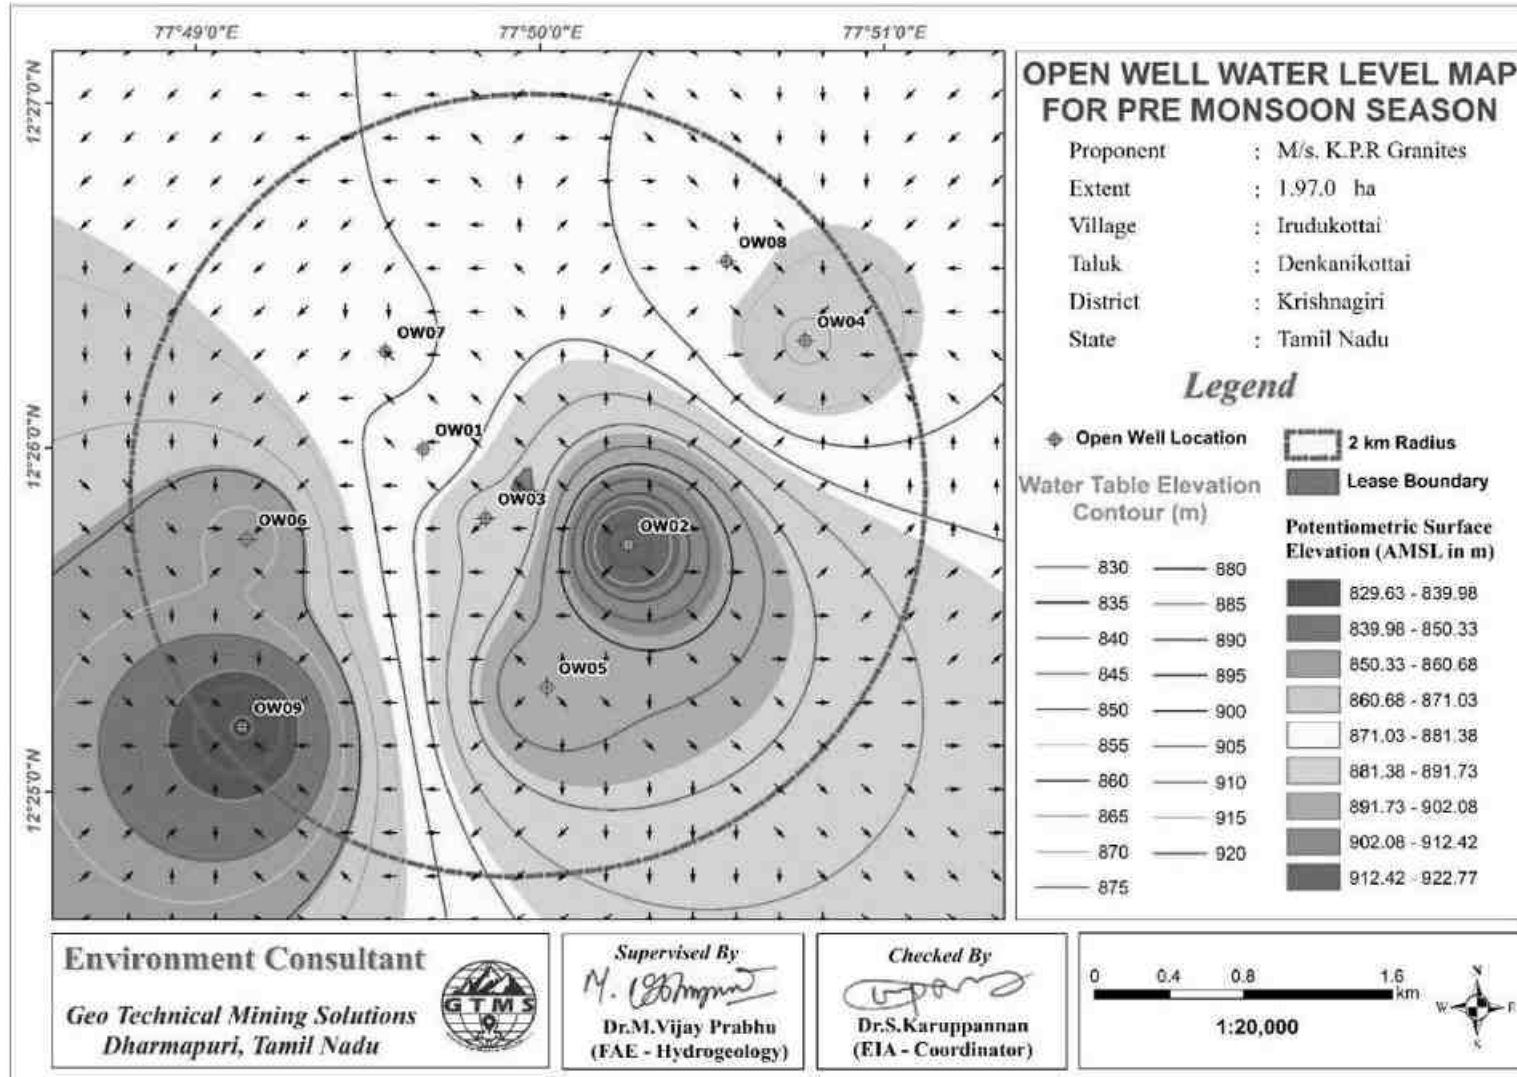 77°49'0"E
77°50'0"E
77°51'0"E
12°27'0"N
12°26'0"N
12°25'0"N
OW08
OW04
OW07
OW01
OW03
OW06
OW02
OW05
OW09
OPEN WELL WATER LEVEL MAP
FOR PRE MONSOON SEASON
Proponent : M/s. K.P.R Granites
Extent : 1.97.0 ha
Village : Irudukottai
Taluk : Denkanikottai
District : Krishnagiri
State : Tamil Nadu
Legend
Open Well Location
2 km Radius
Lease Boundary
Water Table Elevation
Contour (m)
830
835
840
845
850
855
860
865
870
875
880
885
890
895
900
905
910
915
920
Potentiometric Surface
Elevation (AMSL in m)
829.63 - 839.98
839.98 - 850.33
850.33 - 860.68
860.68 - 871.03
871.03 - 881.38
881.38 - 891.73
891.73 - 902.08
902.08 - 912.42
912.42 - 922.77
Environment Consultant
Geo Technical Mining Solutions
Dharmapuri, Tamil Nadu
GTMS
Supervised By
Dr.M.Vijay Prabhu
(FAE - Hydrogeology)
Checked By
Dr.S.Karuppannan
(EIA - Coordinator)
0 0.4 0.8 1.6
km
1:20,000
N
W E
S